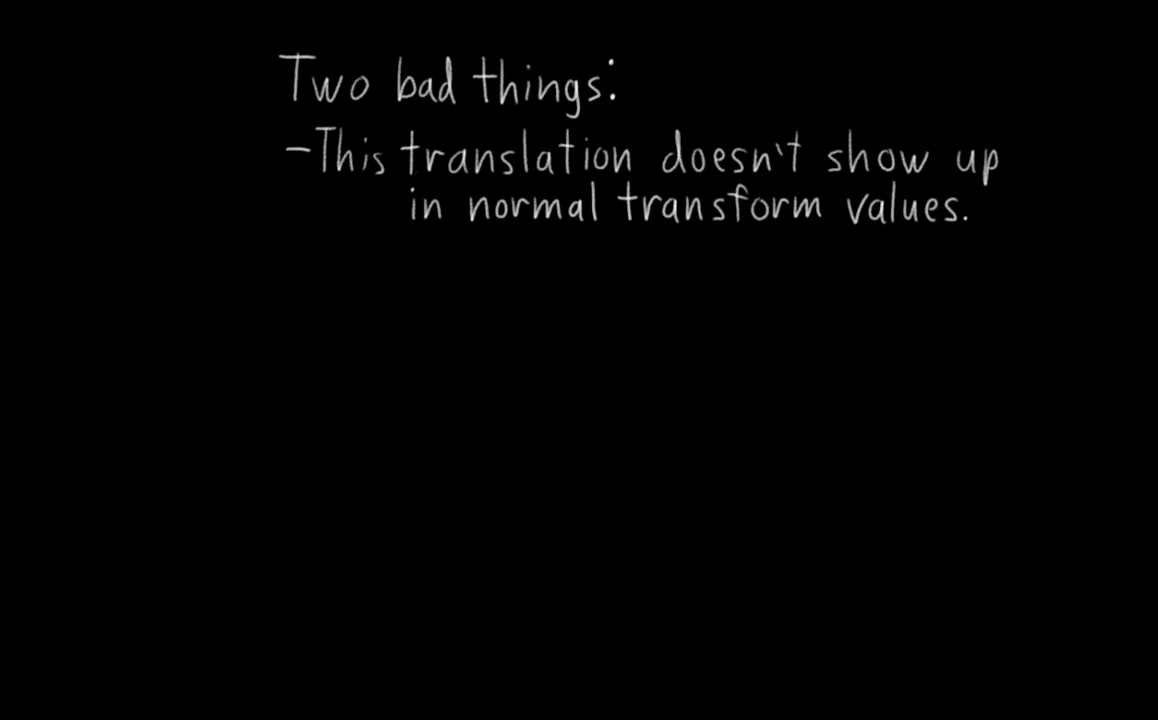 Two bad things:
-This translation doesn't show up
in normal transform values.